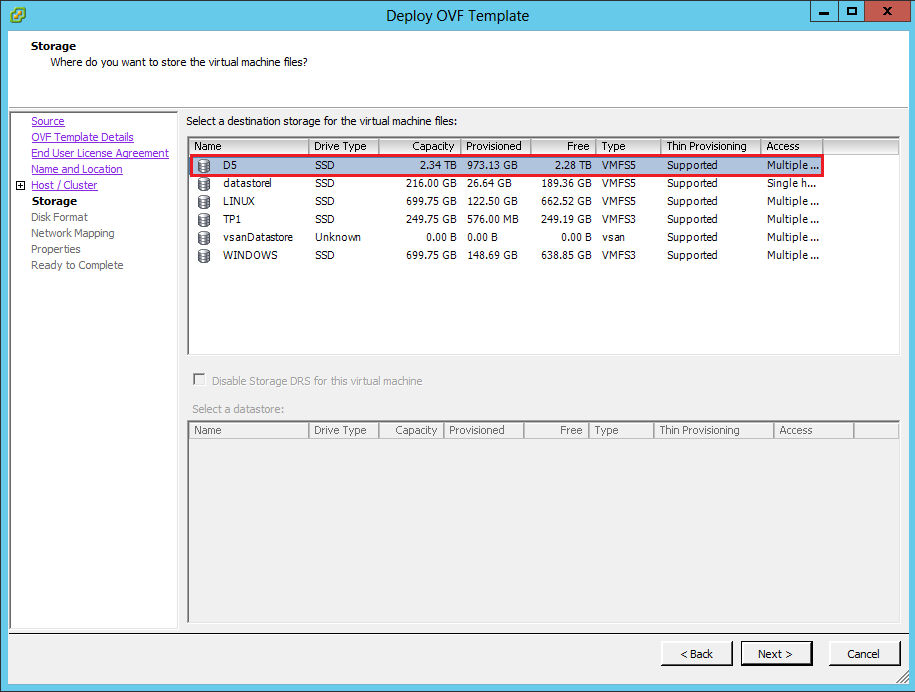 Deploy OVF Template
Storage
Where do you want to store the virtual machine files?
Source
OVF Template Details
End User License Agreement
Name and Location
Host / Cluster
Storage
Disk Format
Network Mapping
Properties
Ready to Complete
Select a destination storage for the virtual machine files:
Name Drive Type Capacity Provisioned Free Type Thin Provisioning Access
D5 SSD 2.34 TB 973.13 GB 2.28 TB VMFS5 Supported Multiple ...
datastore1 SSD 216.00 GB 26.64 GB 189.36 GB VMFS5 Supported Single h...
LINUX SSD 699.75 GB 122.50 GB 662.52 GB VMFS5 Supported Multiple ...
TP1 SSD 249.75 GB 576.00 MB 249.19 GB VMFS3 Supported Multiple ...
vsanDatastore Unknown 0.00 B 0.00 B 0.00 B vsan Supported Multiple ...
WINDOWS SSD 699.75 GB 148.69 GB 638.85 GB VMFS3 Supported Multiple ...
Disable Storage DRS for this virtual machine
Select a datastore:
Name Drive Type Capacity Provisioned Free Type Thin Provisioning Access
< Back Next > Cancel